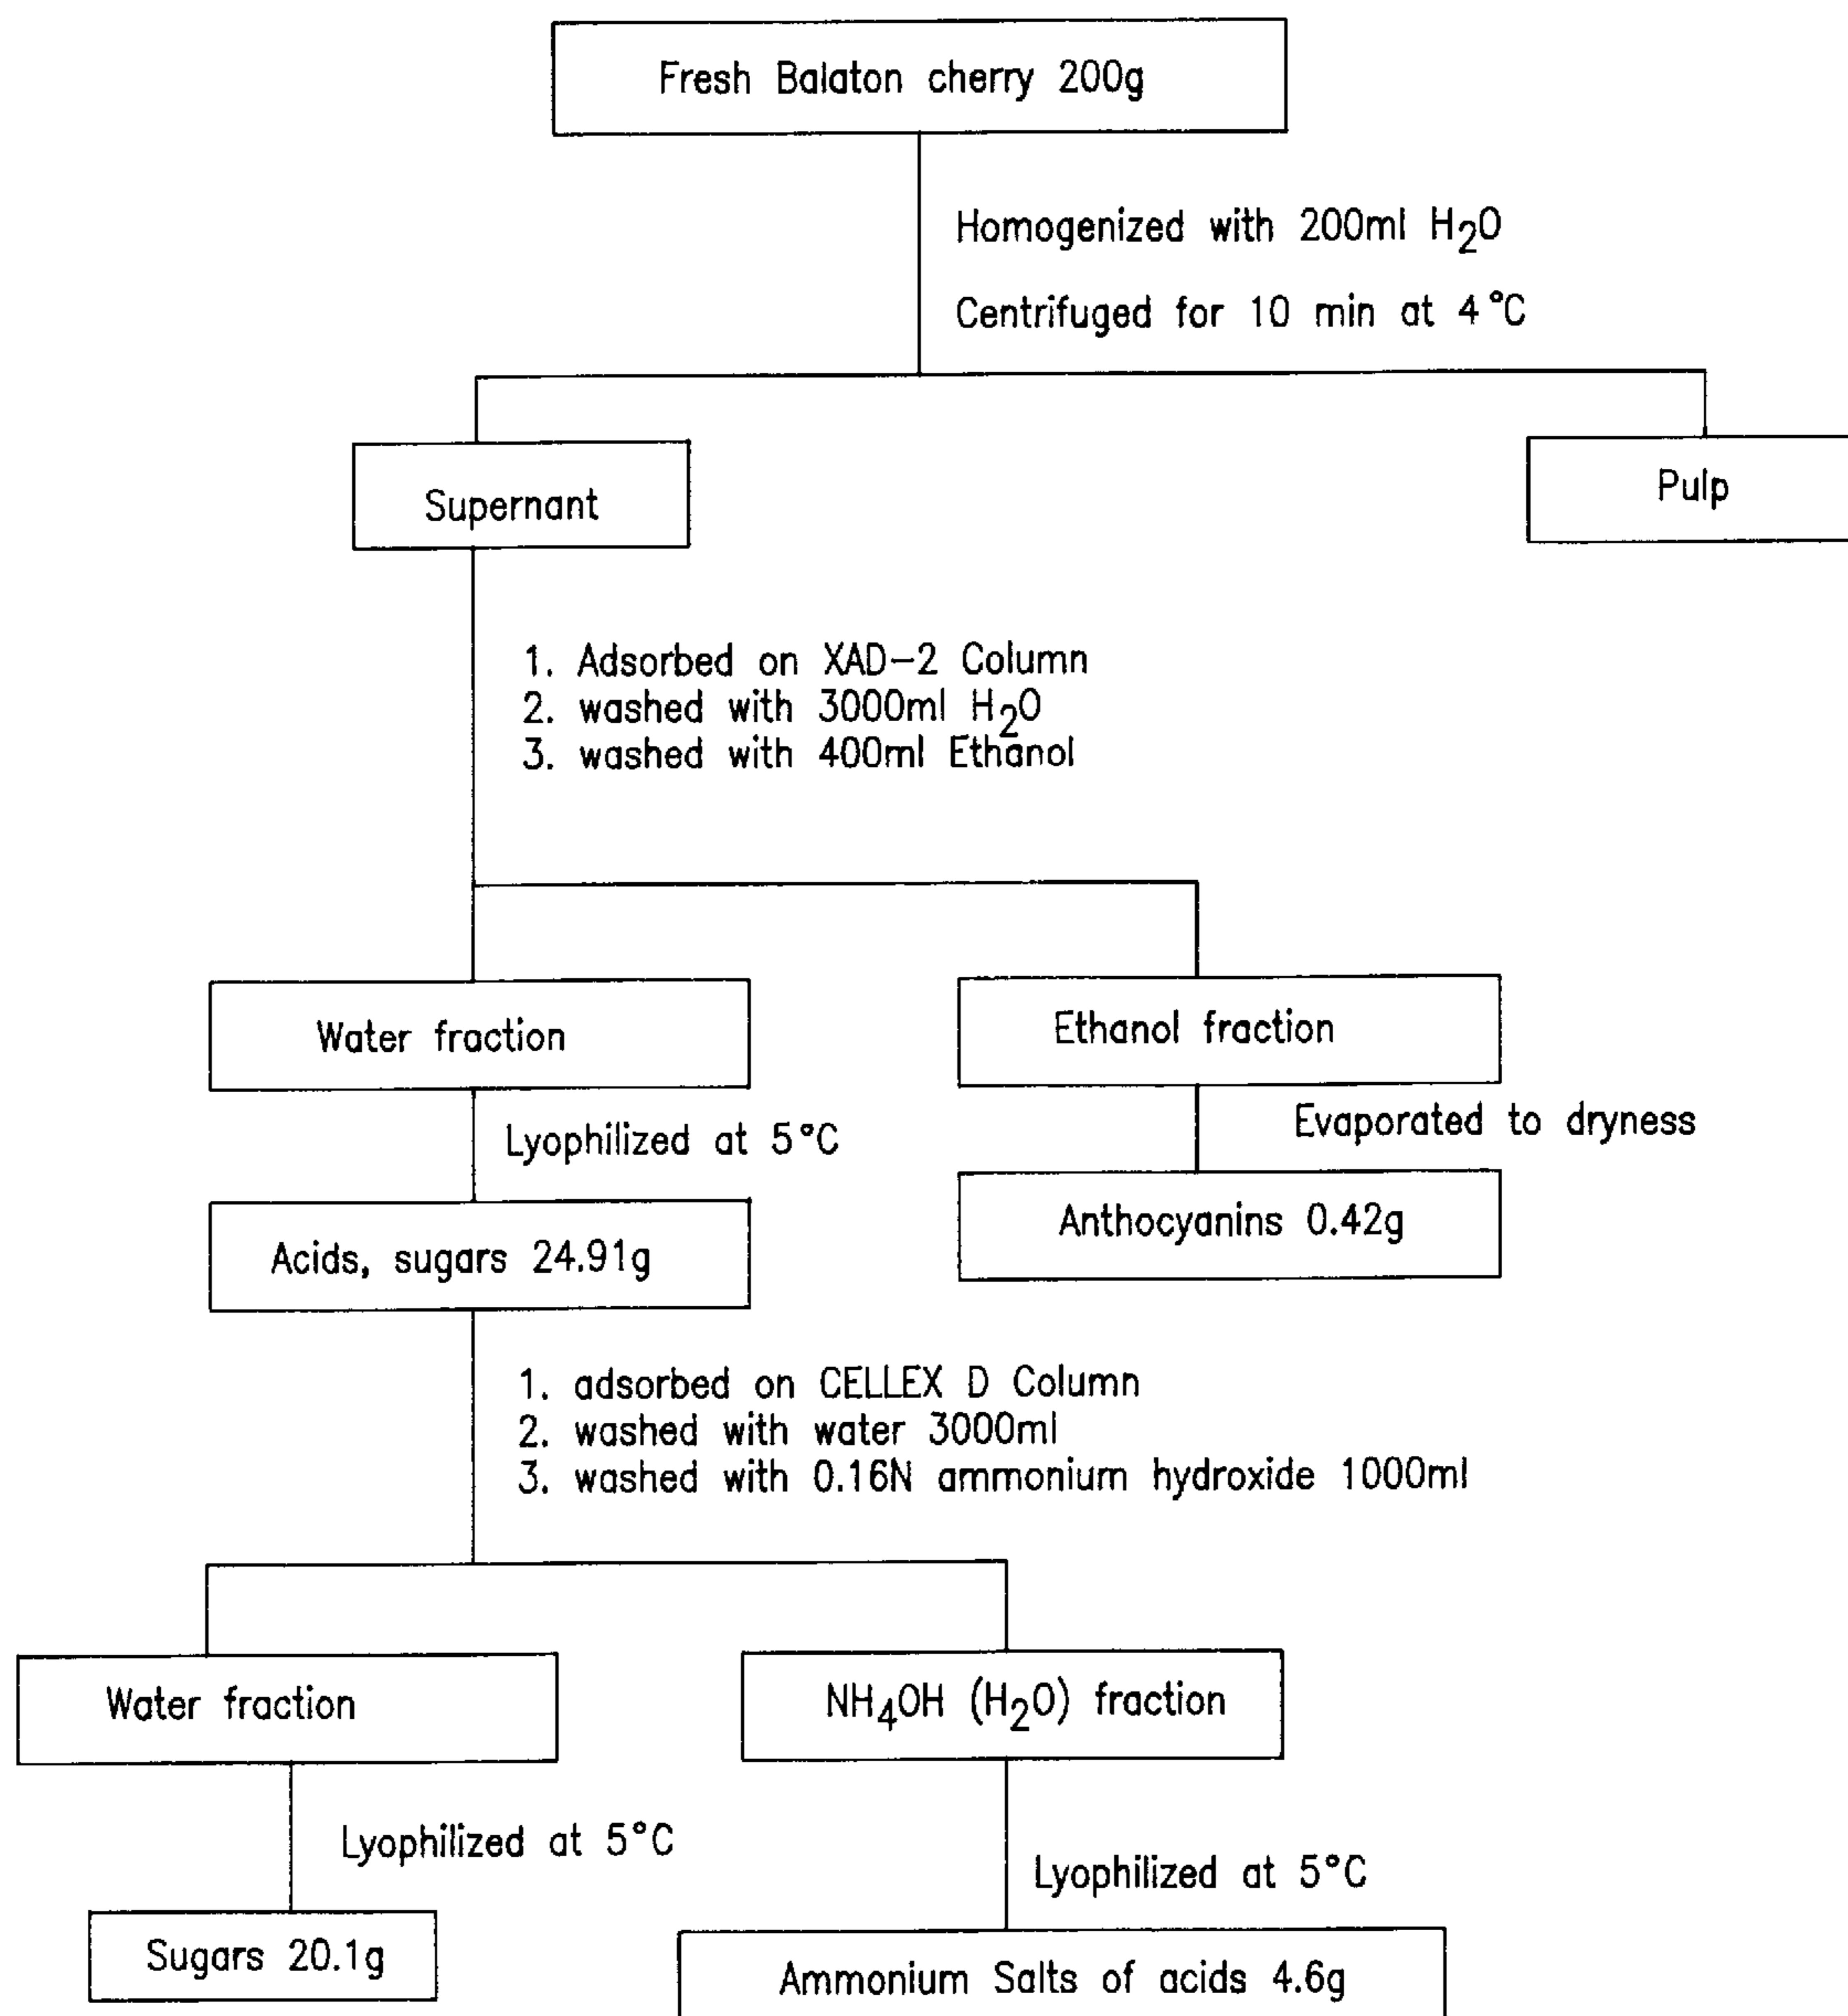 Fresh Balaton cherry 200g
Homogenized with 200ml H2O
Centrifuged for 10 min at 4°C
Supernant
Pulp
1. Adsorbed on XAD-2 Column
2. washed with 3000ml H2O
3. washed with 400ml Ethanol
Water fraction
Ethanol fraction
Lyophilized at 5°C
Evaporated to dryness
Acids, sugars 24.91g
Anthocyanins 0.42g
1. adsorbed on CELLEX D Column
2. washed with water 3000ml
3. washed with 0.16N ammonium hydroxide 1000ml
Water fraction
NH4OH (H2O) fraction
Lyophilized at 5°C
Lyophilized at 5°C
Sugars 20.1g
Ammonium Salts of acids 4.6g